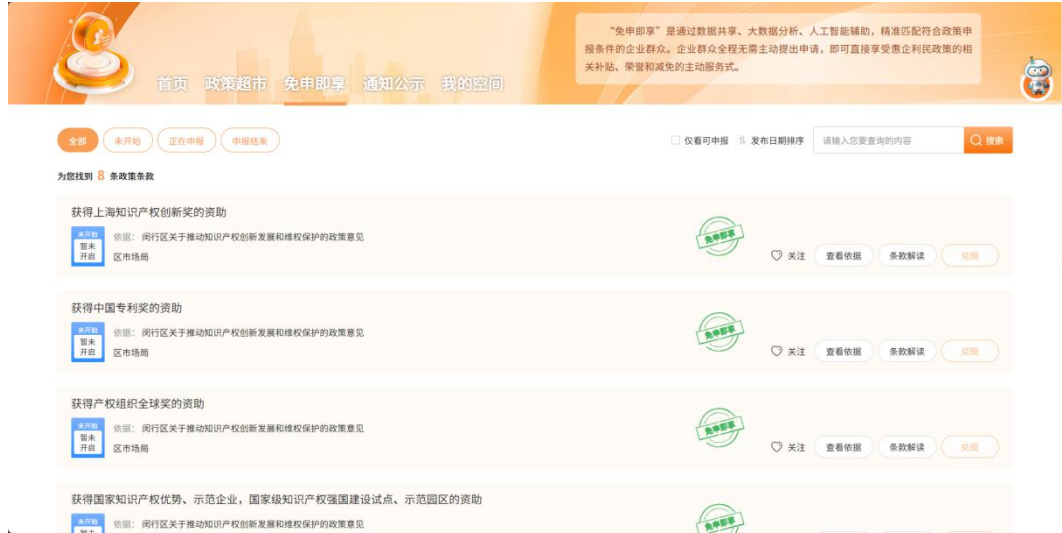 “免申即享”是通过数据共享、大数据分析、人工智能辅助，精准匹配符合政策申
报条件的企业群众。企业群众全程无需主动提出申请，即可直接享受惠企利民政策的相
关补贴、荣誉和减免的主动服务式。
首页 政策超市 免申即享 通知公示 我的空间
全部 未开始 正在申报 申报结束 仅看可申报 发布日期排序 请输入您要查询的内容 搜索
为您找到 8 条政策条款
获得上海知识产权创新奖的资助
未开始 依据： 闵行区关于推动知识产权创新发展和维权保护的政策意见 免申即享
暂未
开启 区市场局 关注 查看依据 条款解读 兑现
获得中国专利奖的资助
未开始 依据： 闵行区关于推动知识产权创新发展和维权保护的政策意见 免申即享
暂未
开启 区市场局 关注 查看依据 条款解读 兑现
获得产权组织全球奖的资助
未开始 依据： 闵行区关于推动知识产权创新发展和维权保护的政策意见 免申即享
暂未
开启 区市场局 关注 查看依据 条款解读 兑现
获得国家知识产权优势、示范企业，国家级知识产权强国建设试点、示范园区的资助
未开始 依据： 闵行区关于推动知识产权创新发展和维权保护的政策意见 免申即享